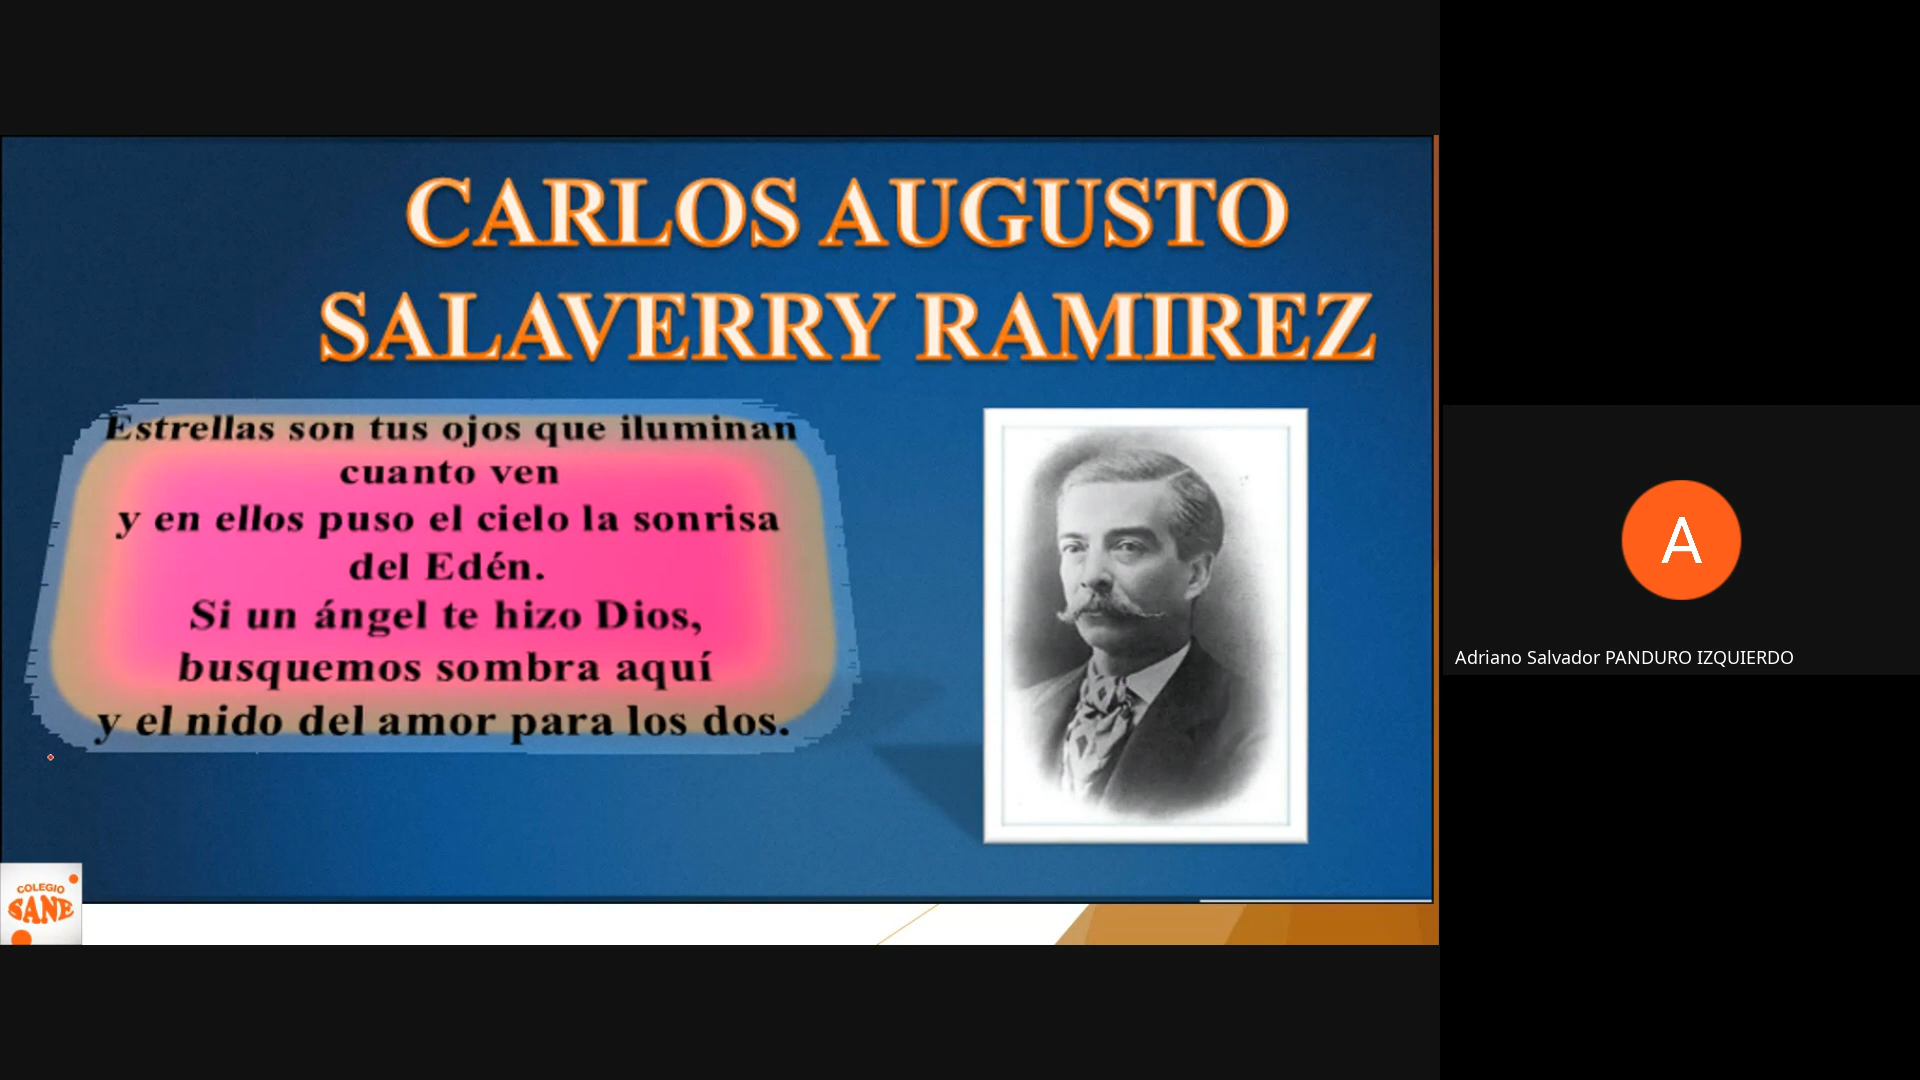 CARLOS AUGUSTO
SALAVERRY RAMIREZ
Estrellas son tus ojos que iluminan
cuanto ven
y en ellos puso el cielo la sonrisa
del Edén.
Si un ángel te hizo Dios,
busquemos sombra aquí
y el nido del amor para los dos.
COLEGIO
SANE
A
Adriano Salvador PANDURO IZQUIERDO